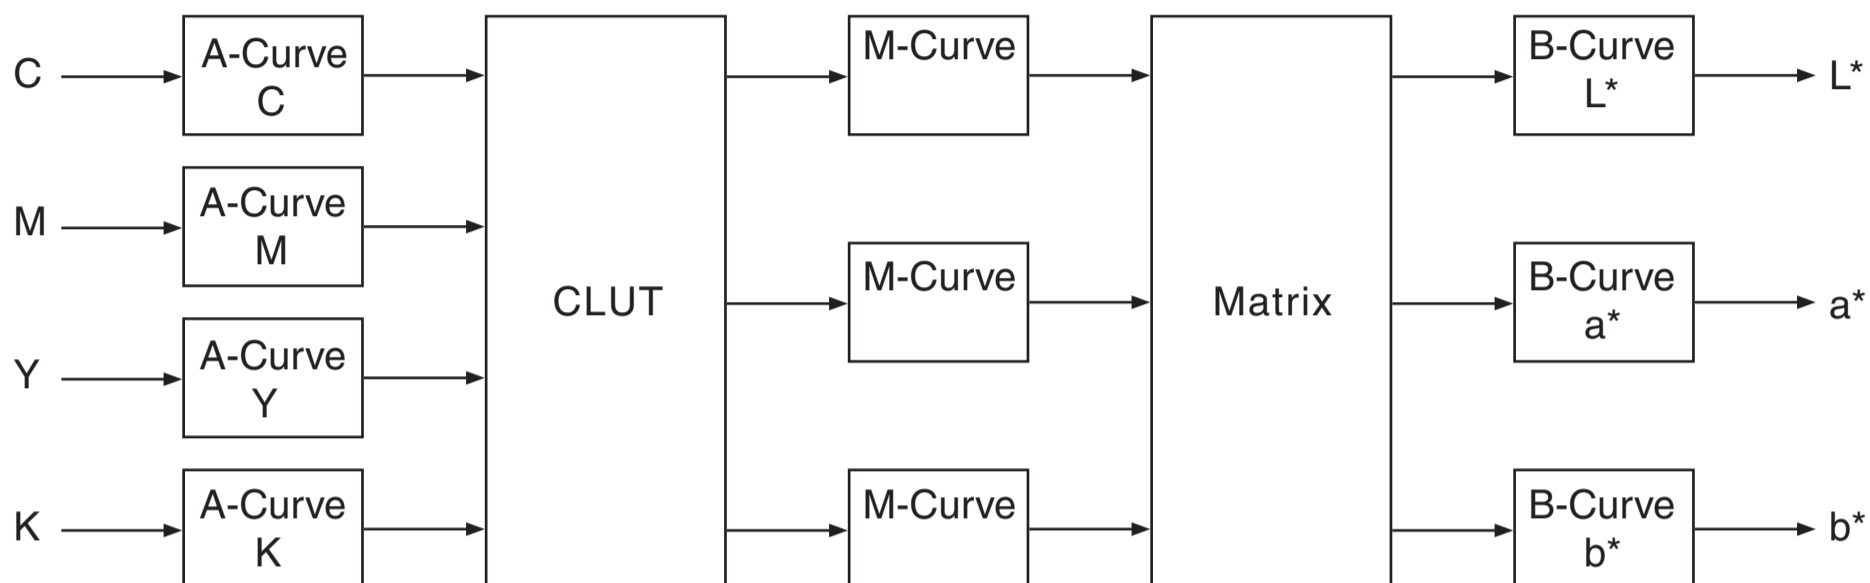 C
A-Curve
C
M-Curve
B-Curve
L*
L*
M
A-Curve
M
CLUT
M-Curve
Matrix
B-Curve
a*
a*
Y
A-Curve
Y
K
A-Curve
K
M-Curve
B-Curve
b*
b*